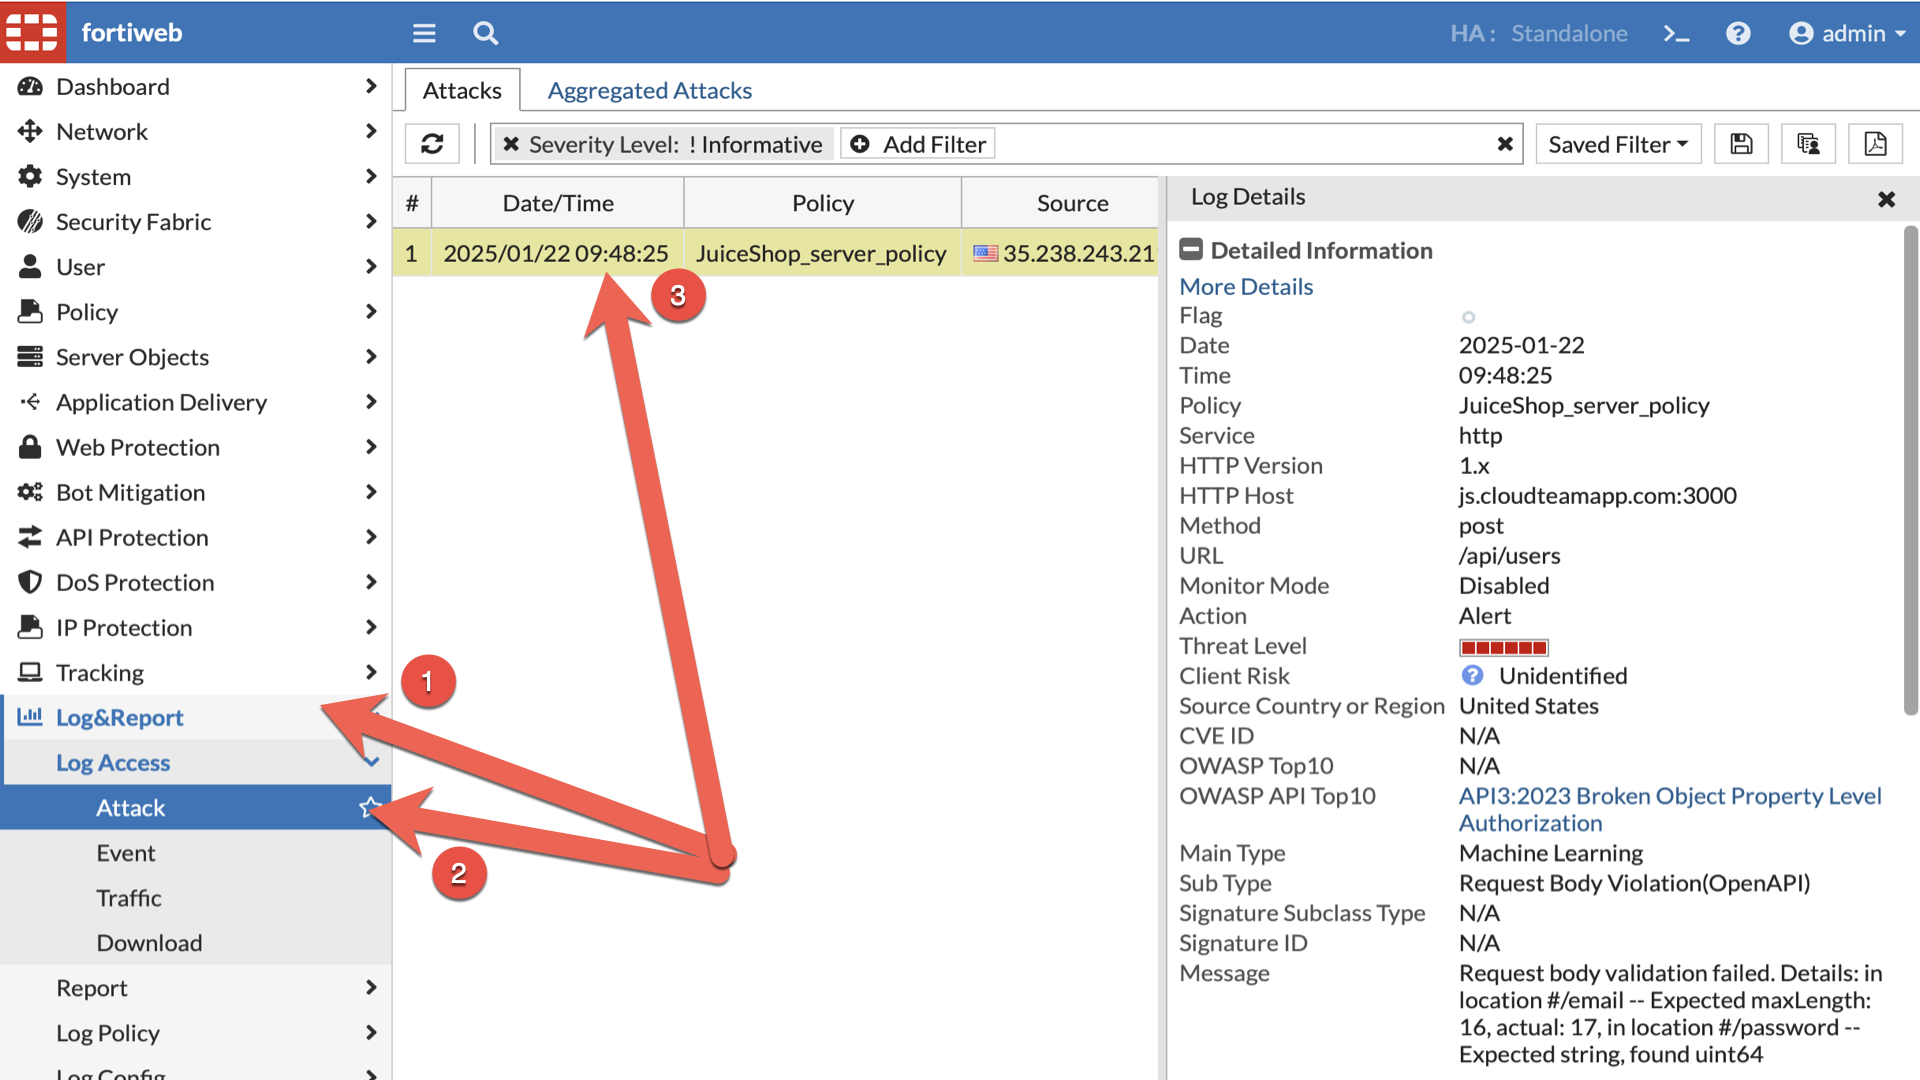 fortiweb
HA: Standalone
admin
Dashboard
Network
System
Security Fabric
User
Policy
Server Objects
Application Delivery
Web Protection
Bot Mitigation
API Protection
DoS Protection
IP Protection
Tracking
Log&Report
Log Access
Attack
Event
Traffic
Download
Report
Log Policy
Log Config
Attacks
Aggregated Attacks
Severity Level: ! Informative
Add Filter
Saved Filter
# Date/Time Policy Source
1 2025/01/22 09:48:25 JuiceShop_server_policy 35.238.243.21
3
1
2
Log Details
Detailed Information
More Details
Flag
Date 2025-01-22
Time 09:48:25
Policy JuiceShop_server_policy
Service http
HTTP Version 1.x
HTTP Host js.cloudteamapp.com:3000
Method post
URL /api/users
Monitor Mode Disabled
Action Alert
Threat Level
Client Risk ? Unidentified
Source Country or Region United States
CVE ID N/A
OWASP Top10 N/A
OWASP API Top10 API3:2023 Broken Object Property Level
Authorization
Main Type Machine Learning
Sub Type Request Body Violation(OpenAPI)
Signature Subclass Type N/A
Signature ID N/A
Message Request body validation failed. Details: in
location #/email -- Expected maxLength:
16, actual: 17, in location #/password --
Expected string, found uint64